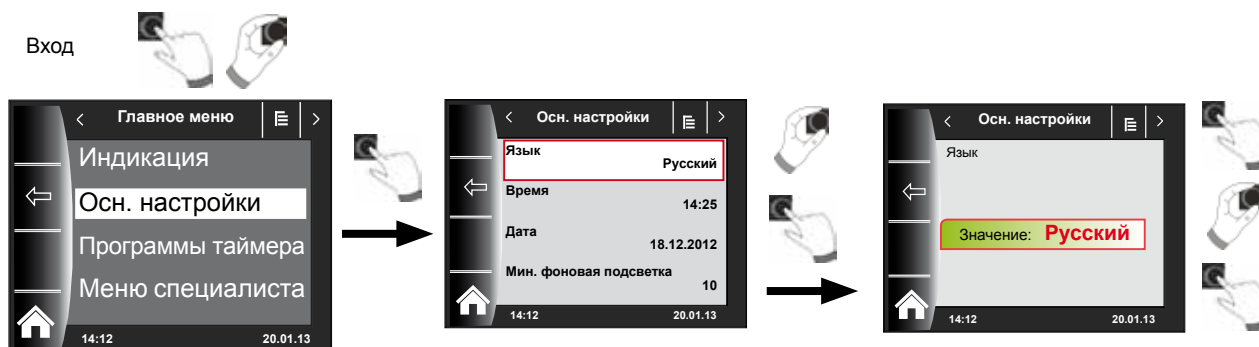 Вход
Главное меню
Индикация
Осн. настройки
Программы таймера
Меню специалиста
14:12 20.01.13
Осн. настройки
Язык
Русский
Время
14:25
Дата
18.12.2012
Мин. фоновая подсветка
10
14:12 20.01.13
Осн. настройки
Язык
Значение: Русский
14:12 20.01.13